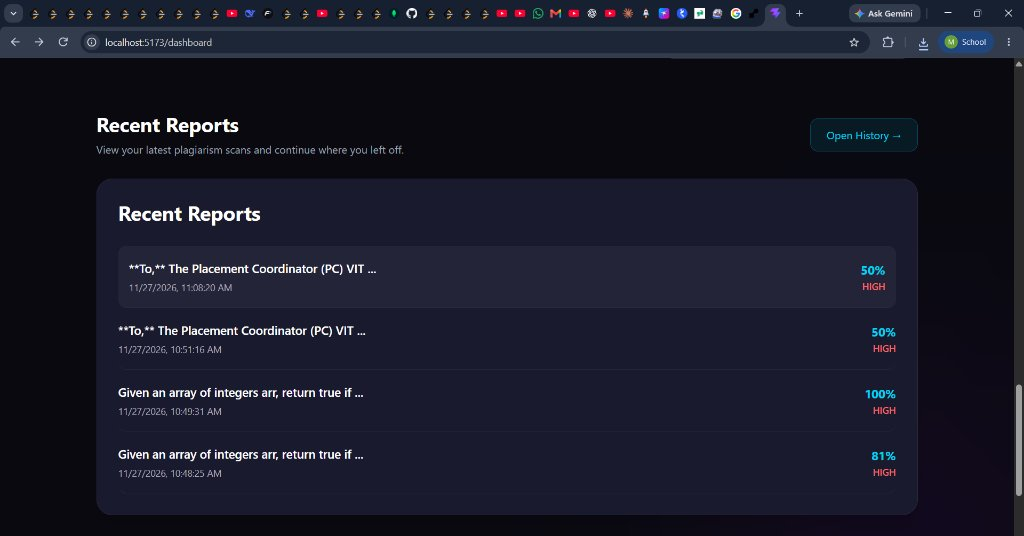 Ask Gemini
localhost:5173/dashboard
M School
Recent Reports
View your latest plagiarism scans and continue where you left off.
Open History →
Recent Reports
**To,** The Placement Coordinator (PC) VIT ...
50%
11/27/2026, 11:08:20 AM
HIGH
**To,** The Placement Coordinator (PC) VIT ...
50%
11/27/2026, 10:51:16 AM
HIGH
Given an array of integers arr, return true if ...
100%
11/27/2026, 10:49:31 AM
HIGH
Given an array of integers arr, return true if ...
81%
11/27/2026, 10:48:25 AM
HIGH